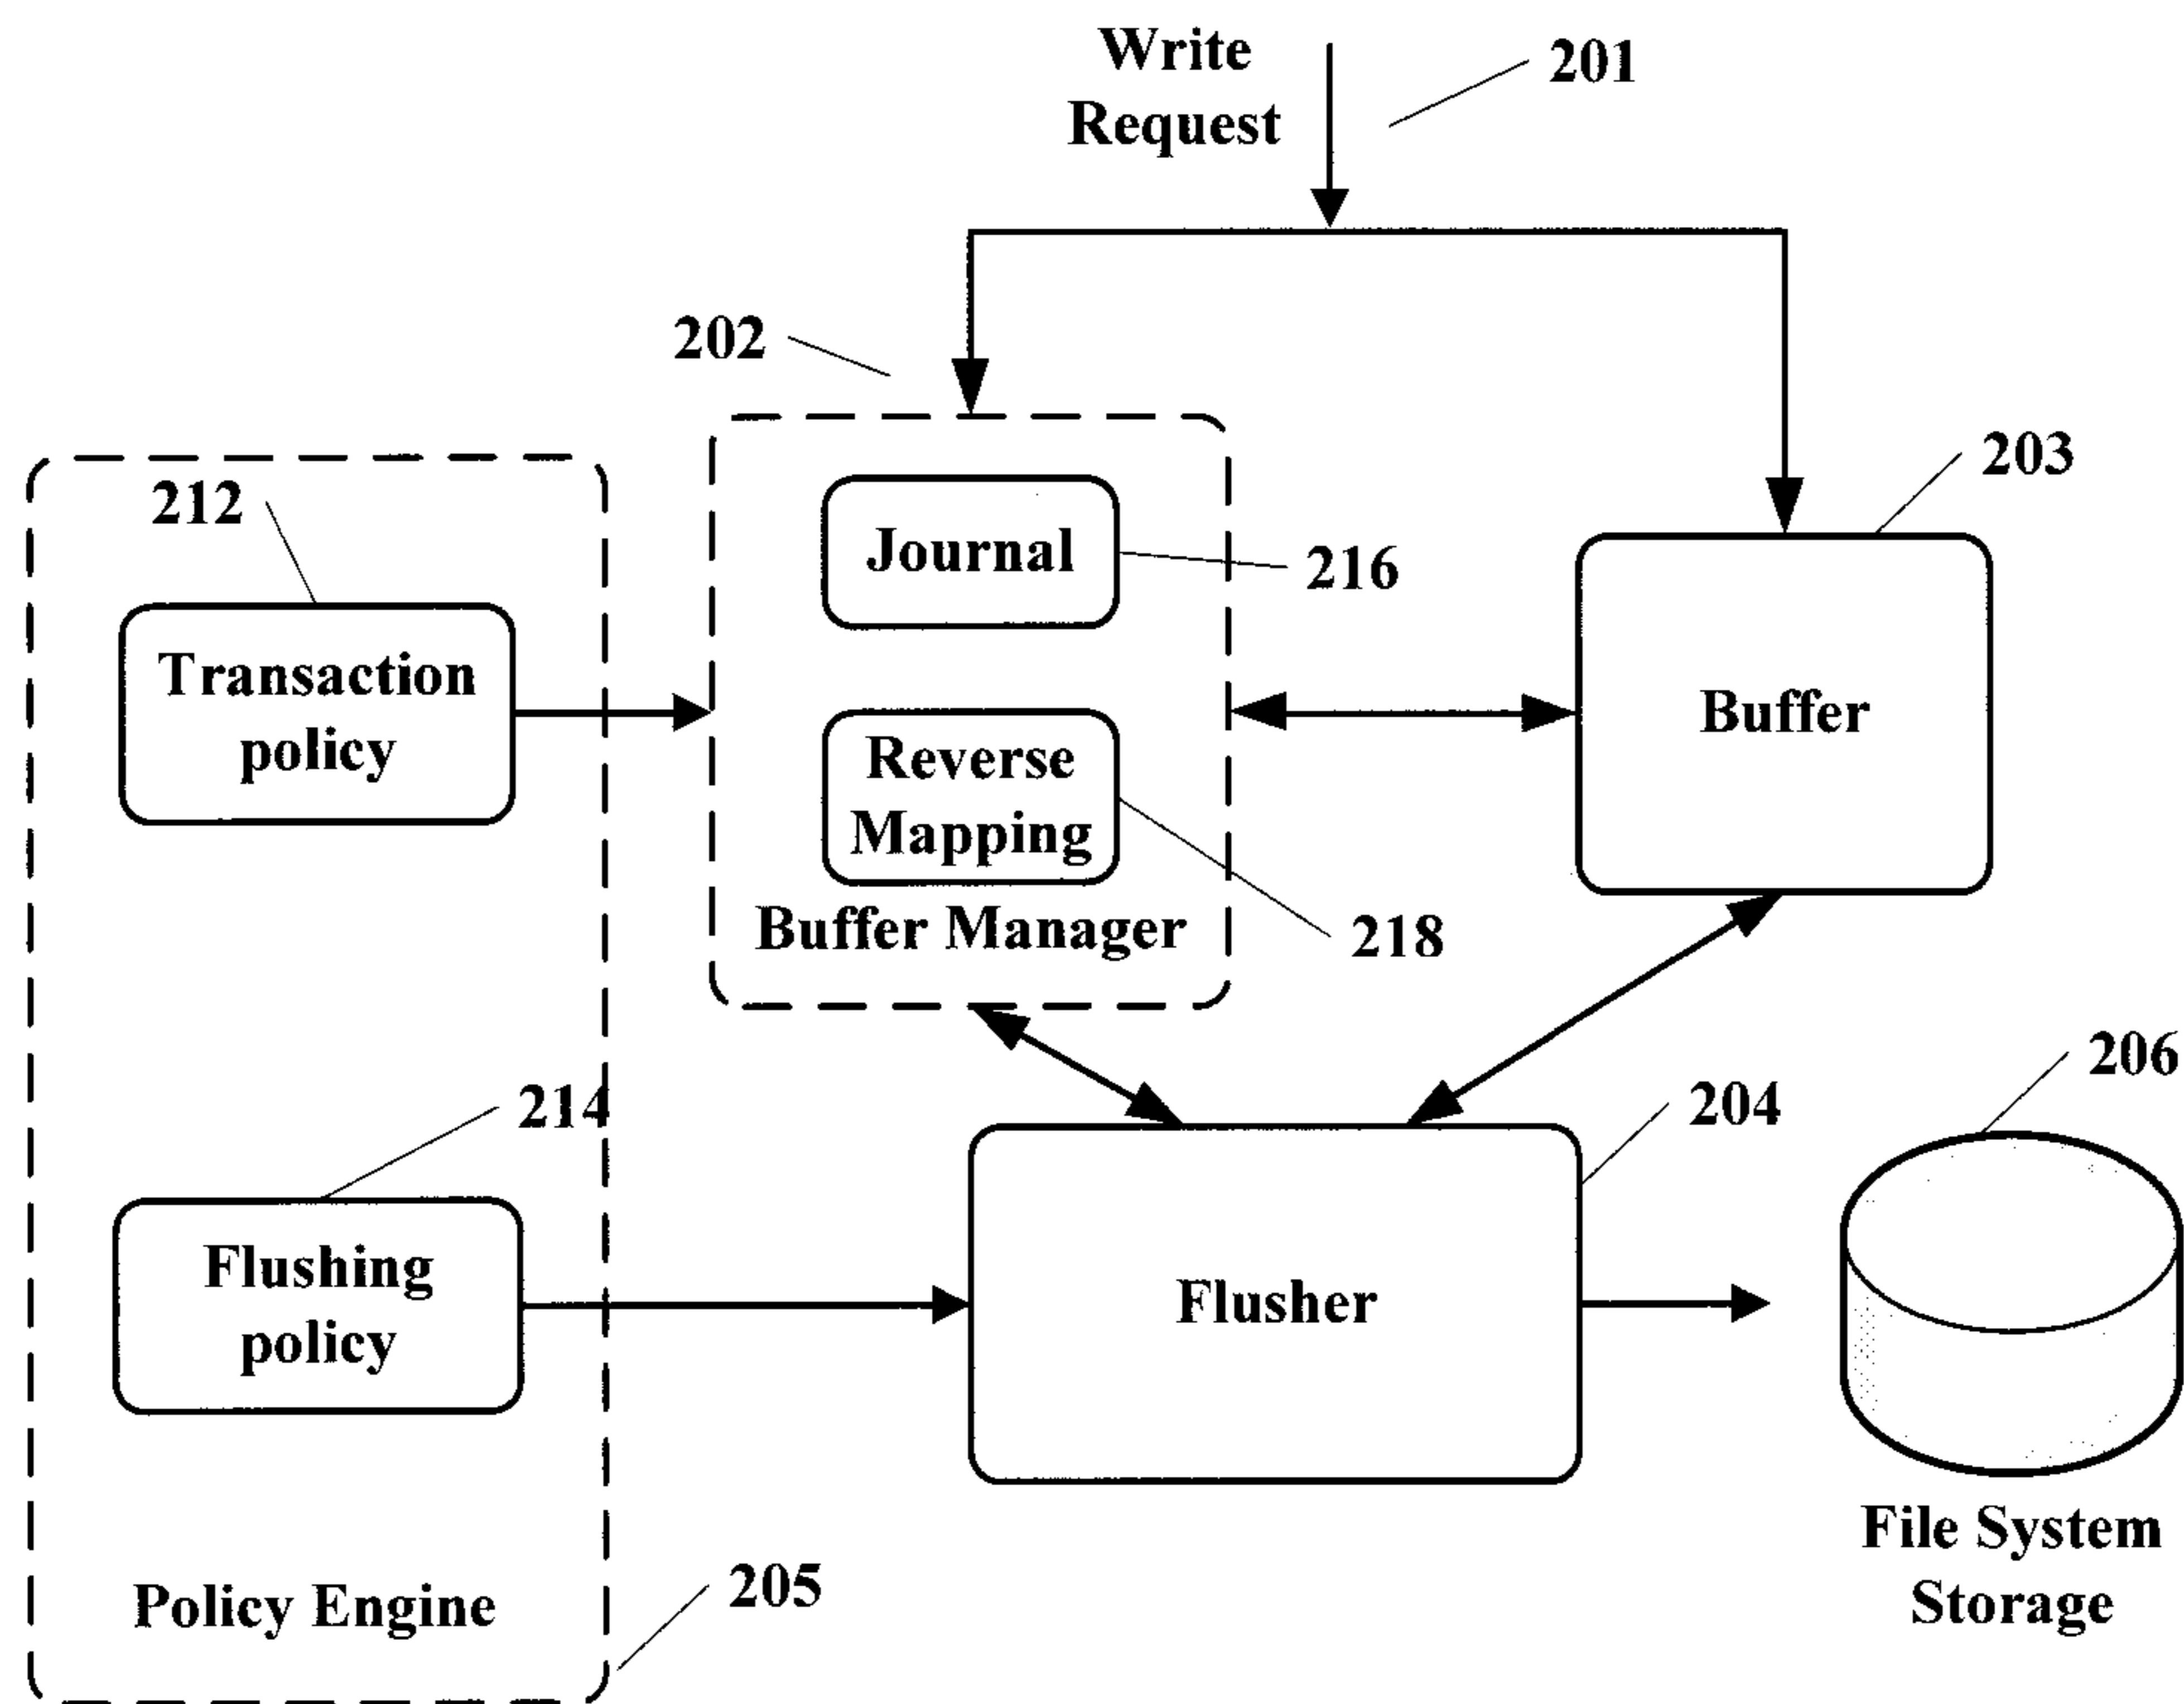 Write
Request
201
202
203
212
Journal
216
Transaction
policy
Buffer
Reverse
Mapping
Buffer Manager
218
206
214
204
Flushing
policy
Flusher
File System
Storage
205
Policy Engine